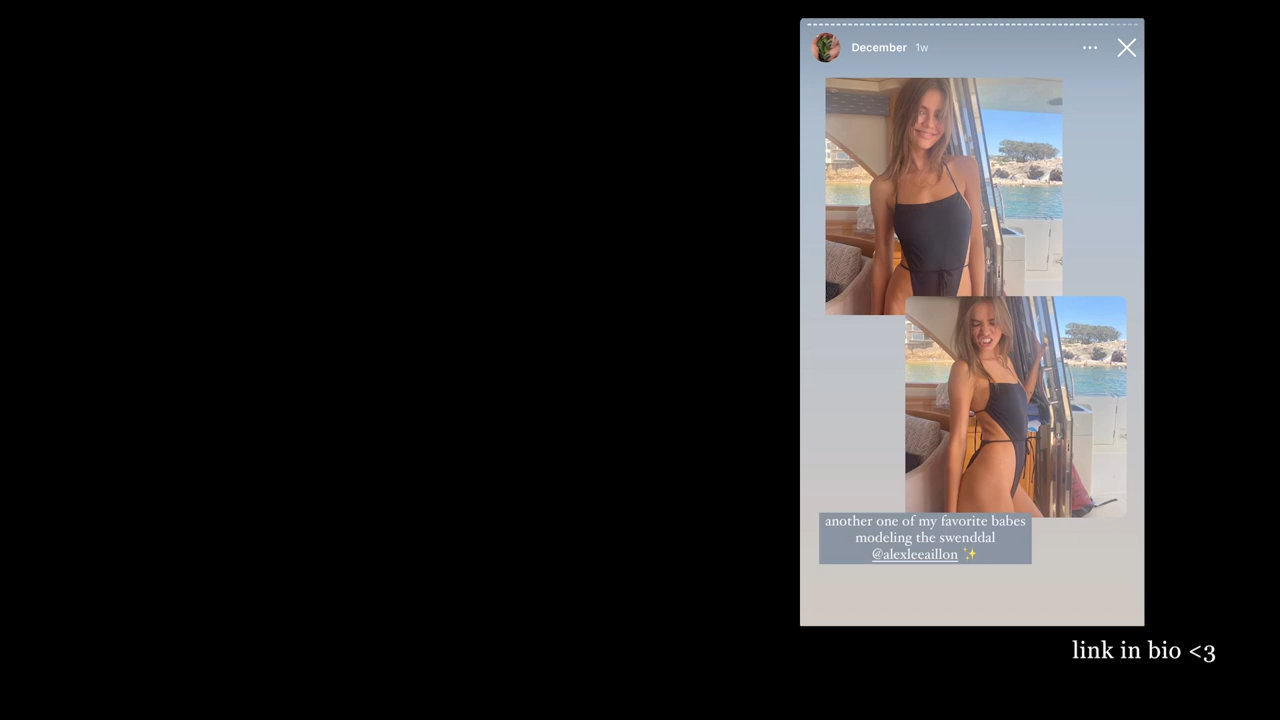 December 1w
another one of my favorite babes
modeling the swenddal
@alexleeaillon ✨
link in bio <3